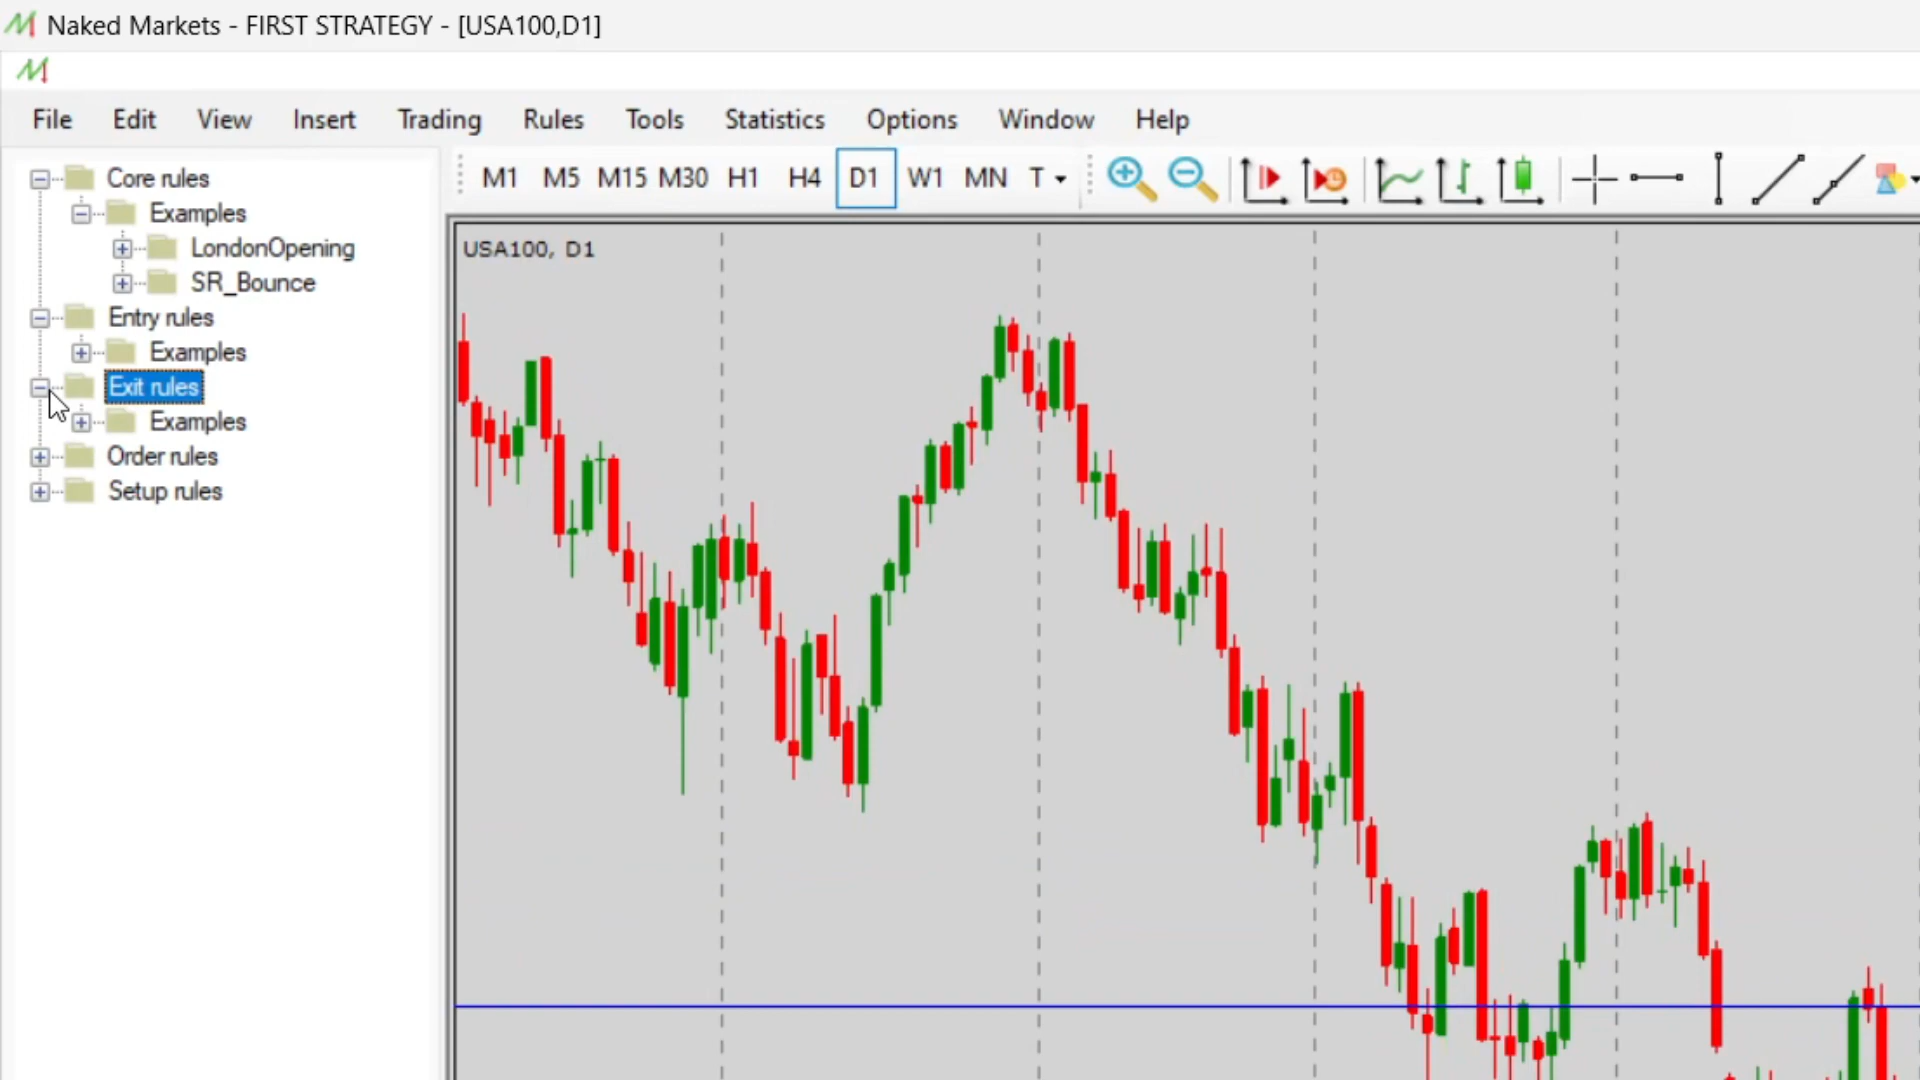 Naked Markets - FIRST STRATEGY - [USA100,D1]
File Edit View Insert Trading Rules Tools Statistics Options Window Help
M1 M5 M15 M30 H1 H4 D1 W1 MN T
Core rules
Examples
LondonOpening
SR_Bounce
Entry rules
Examples
Exit rules
Examples
Order rules
Setup rules
USA100, D1